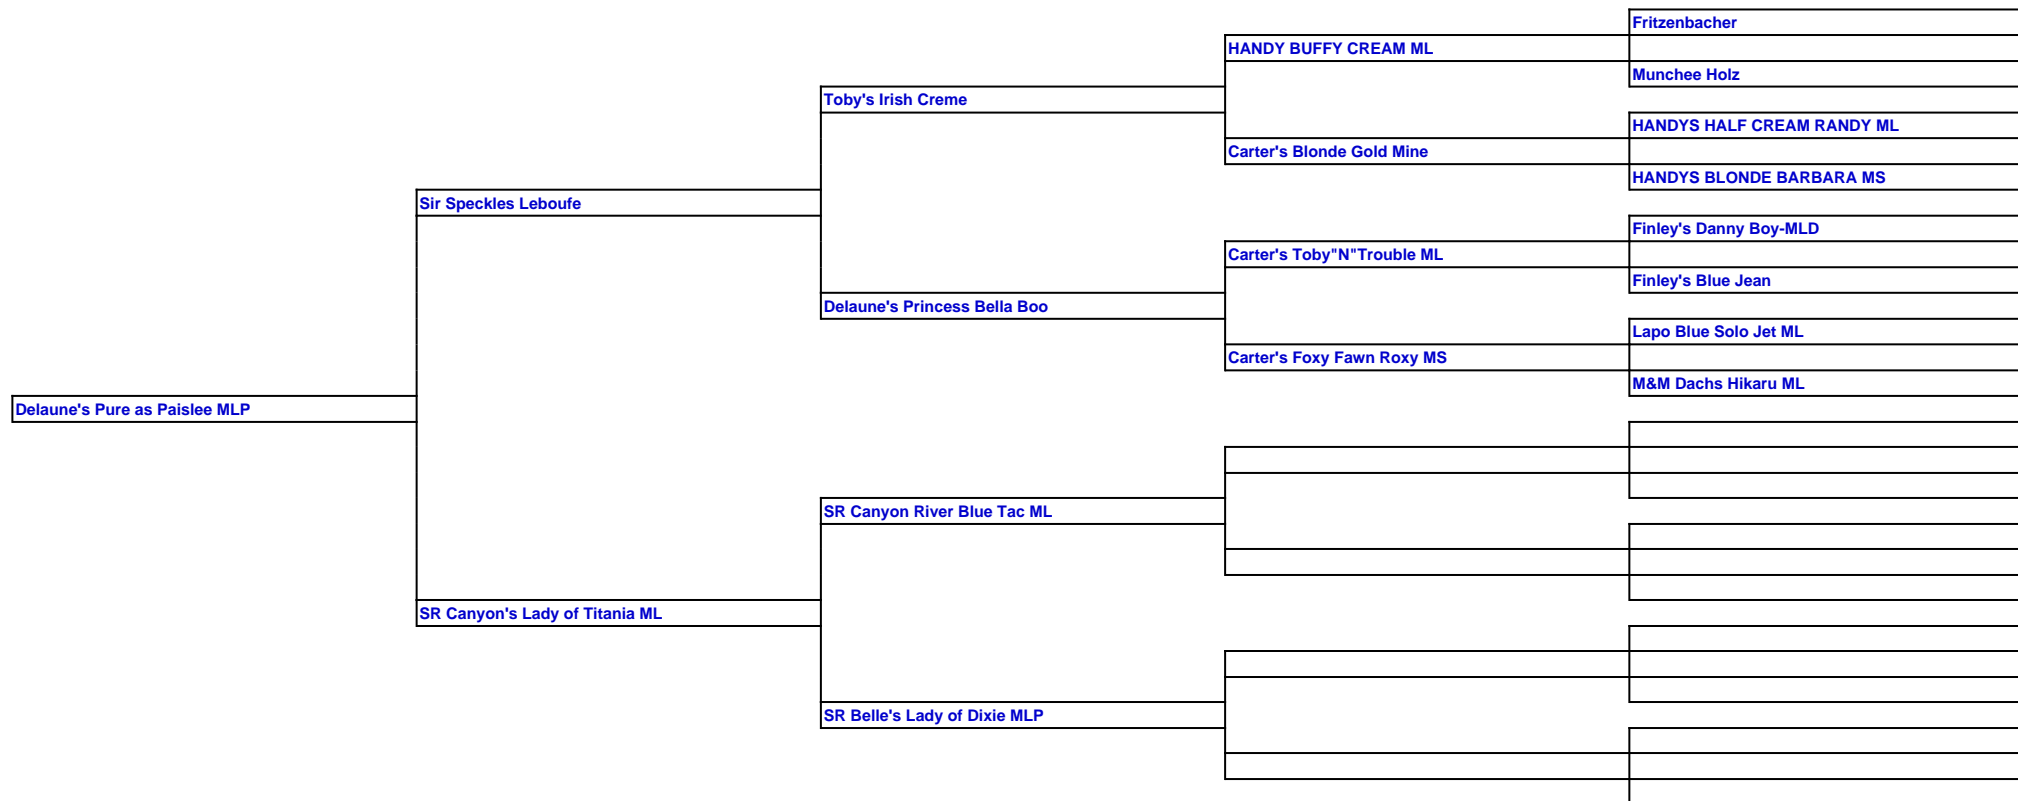 Fritzenbacher
HANDY BUFFY CREAM ML
Munchee Holz
Toby's Irish Creme
HANDYS HALF CREAM RANDY ML
Carter's Blonde Gold Mine
HANDYS BLONDE BARBARA MS
Sir Speckles Leboufe
Finley's Danny Boy-MLD
Carter's Toby"N"Trouble ML
Finley's Blue Jean
Delaune's Princess Bella Boo
Lapo Blue Solo Jet ML
Carter's Foxy Fawn Roxy MS
M&M Dachs Hikaru ML
Delaune's Pure as Paislee MLP
SR Canyon River Blue Tac ML
SR Canyon's Lady of Titania ML
SR Belle's Lady of Dixie MLP